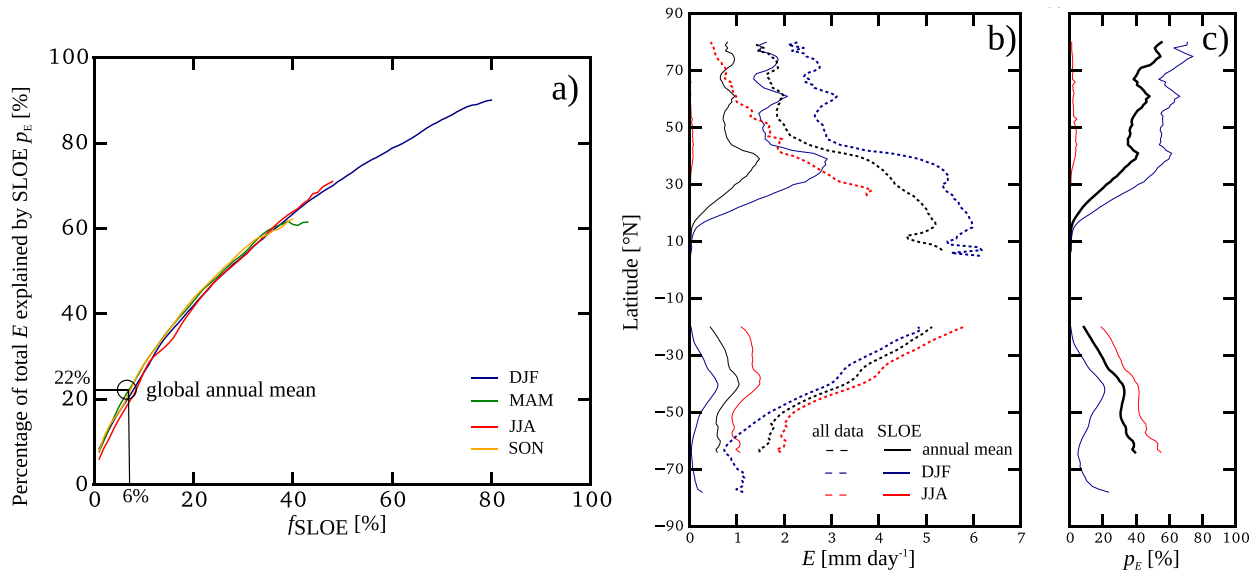 a)
Percentage of total E explained by SLOE pE [%]
100
80
60
40
20
0
22%
global annual mean
DJF
MAM
JJA
SON
0
6%
20
40
60
80
100
fSLOE [%]
b)
Latitude [°N]
90
70
50
30
10
−10
−30
−50
−70
−90
all data SLOE
annual mean
DJF
JJA
0 1 2 3 4 5 6 7
E [mm day-1]
c)
0 20 40 60 80 100
pE [%]